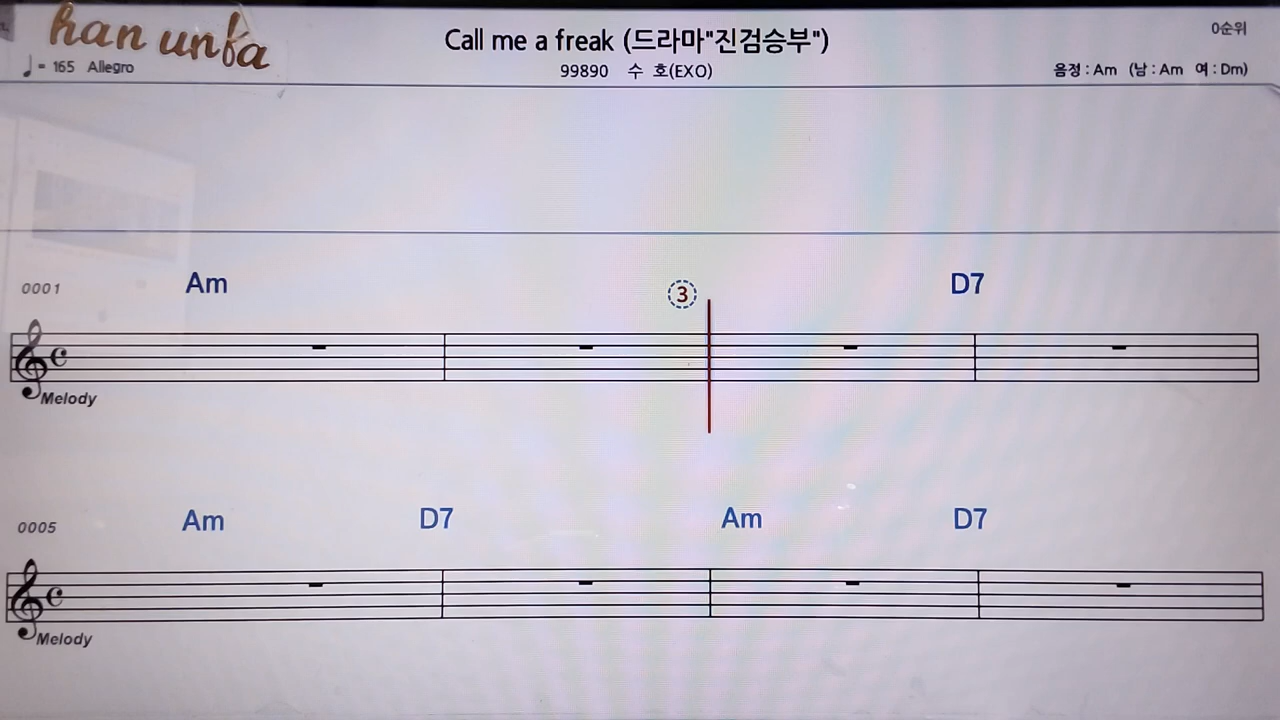 han unfa
Call me a freak (드라마"진검승부")
0순위
♩= 165 Allegro
99890 수 호(EXO)
음정 : Am (남 : Am 여 : Dm)
0001 Am ③ D7
Melody
0005 Am D7 Am D7
Melody